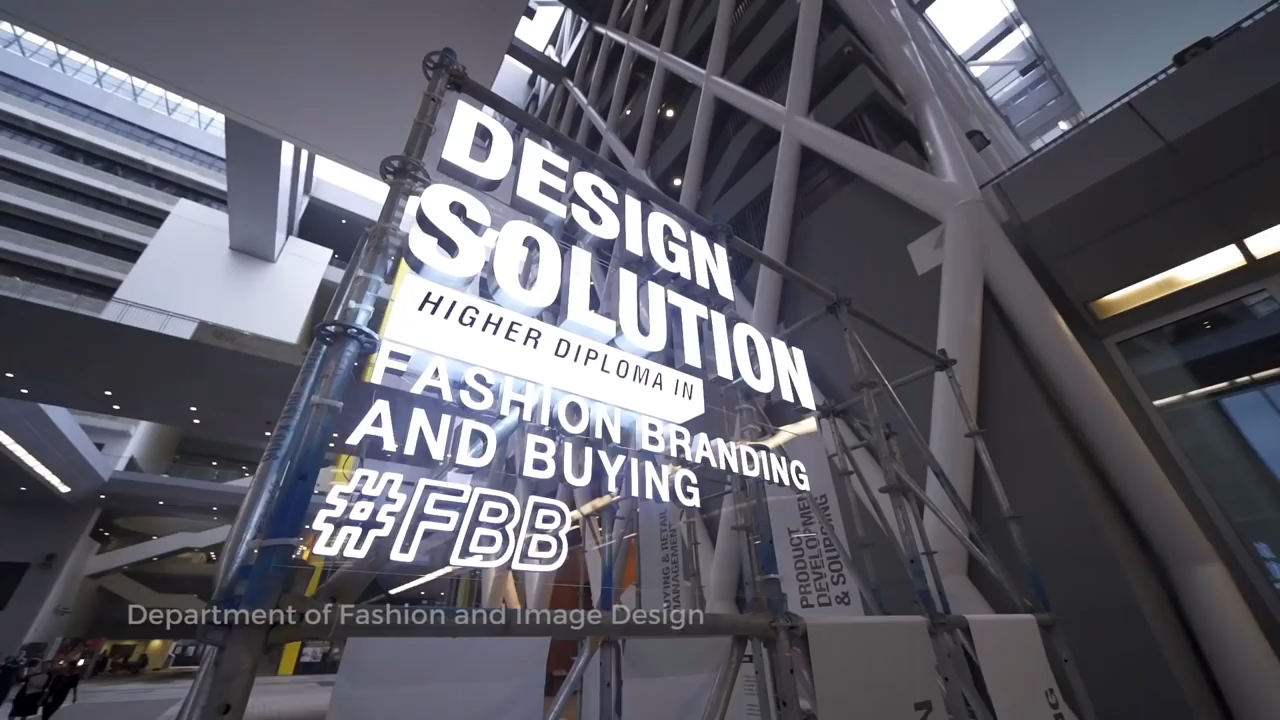 DESIGN
SOLUTION
HIGHER DIPLOMA IN
FASHION BRANDING
AND BUYING
#FBB
& RETAIL
MANAGEMENT
PRODUCT
DEVELOPMENT
& SOURCING
Department of Fashion and Image Design